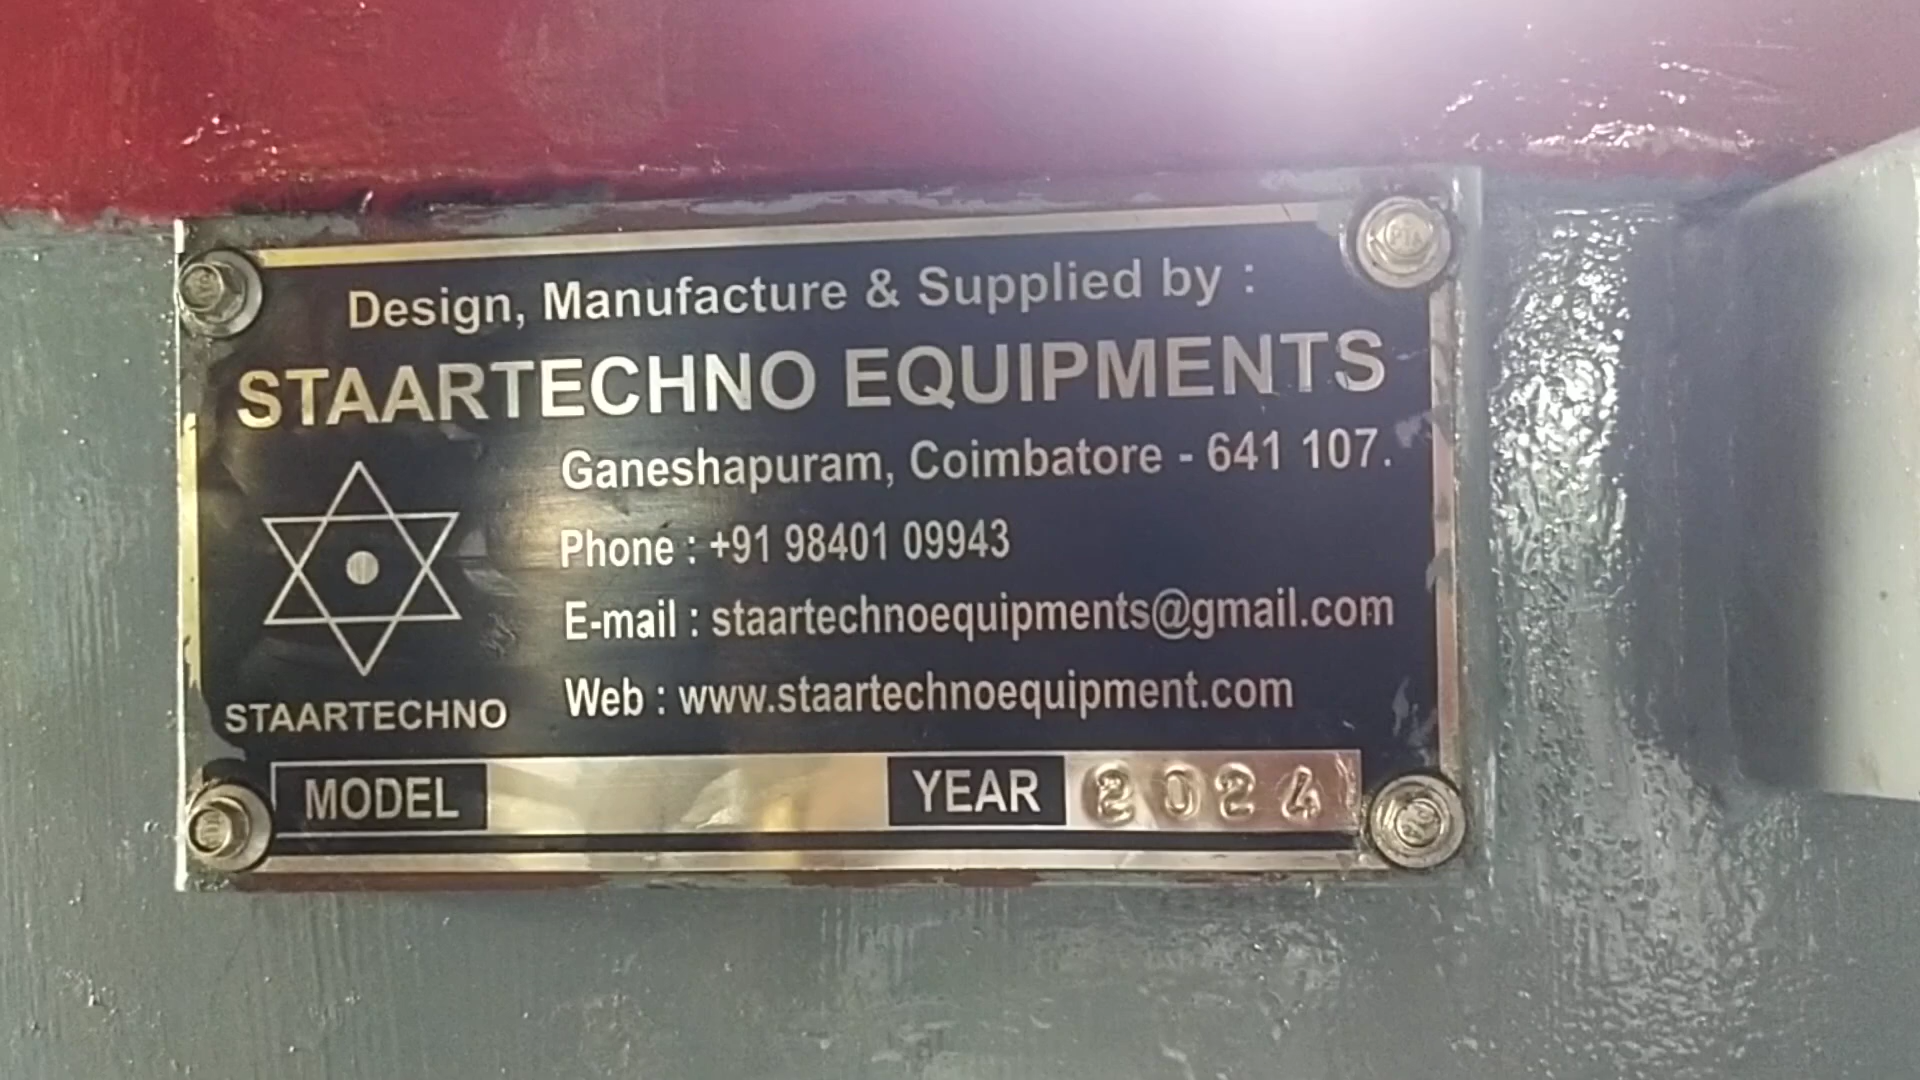 Design, Manufacture & Supplied by :
STAARTECHNO EQUIPMENTS
Ganeshapuram, Coimbatore - 641 107.
Phone : +91 98401 09943
E-mail : staartechnoequipments@gmail.com
Web : www.staartechnoequipment.com
STAARTECHNO
MODEL YEAR 2024